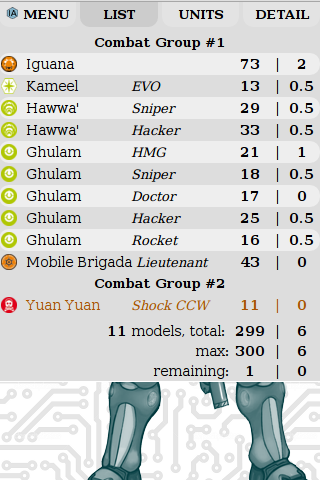 IA MENU LIST UNITS DETAIL
Combat Group #1
Iguana 73 | 2
Kameel EVO 13 | 0.5
Hawwa' Sniper 29 | 0.5
Hawwa' Hacker 33 | 0.5
Ghulam HMG 21 | 1
Ghulam Sniper 18 | 0.5
Ghulam Doctor 17 | 0
Ghulam Hacker 25 | 0.5
Ghulam Rocket 16 | 0.5
Mobile Brigada Lieutenant 43 | 0
Combat Group #2
Yuan Yuan Shock CCW 11 | 0
11 models, total: 299 | 6
max: 300 | 6
remaining: 1 | 0